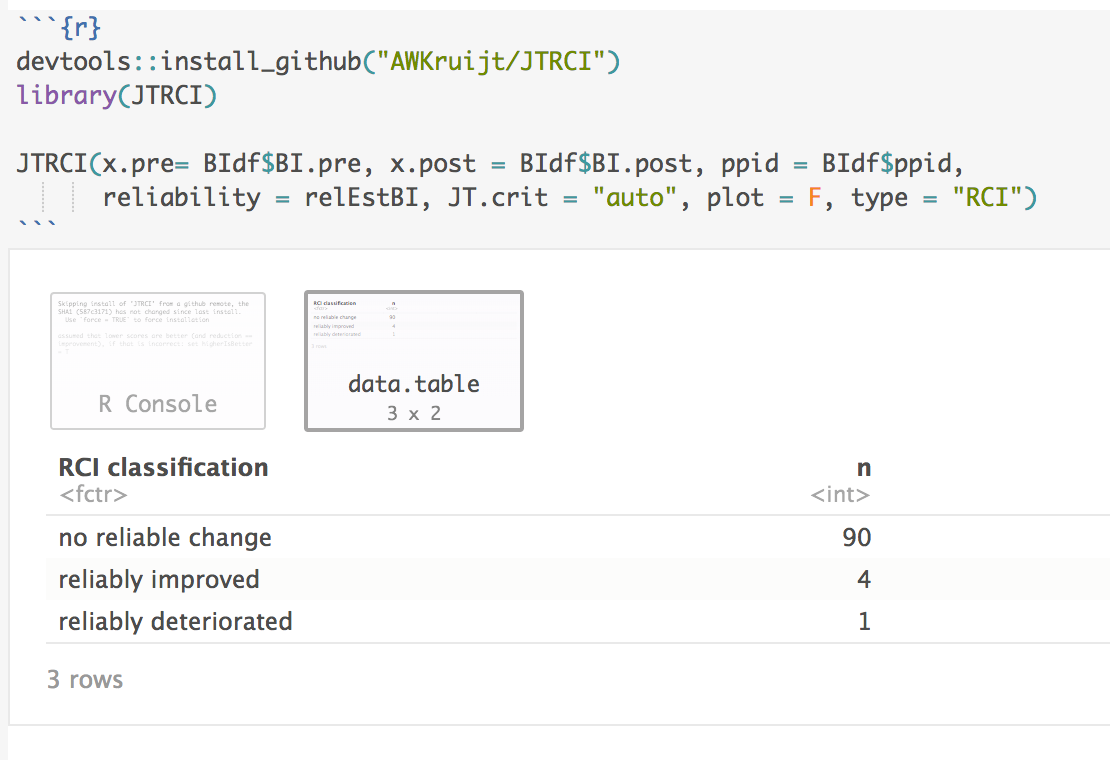 ```{r}
devtools::install_github("AWKruijt/JTRCI")
library(JTRCI)
JTRCI(x.pre= BIdf$BI.pre, x.post = BIdf$BI.post, ppid = BIdf$ppid,
reliability = relEstBI, JT.crit = "auto", plot = F, type = "RCI")
```
Skipping install of 'JTRCI' from a github remote, the
SHA1 (587c3171) has not changed since last install.
Use `force = TRUE` to force installation
assumed that lower scores are better (and reduction ==
improvement). if that is incorrect: set higherIsBetter
= T
R Console
RCI classification n
<fctr> <int>
no reliable change 90
reliably improved 4
reliably deteriorated 1
3 rows
data.table
3 x 2
RCI classification n
<fctr> <int>
no reliable change 90
reliably improved 4
reliably deteriorated 1
3 rows